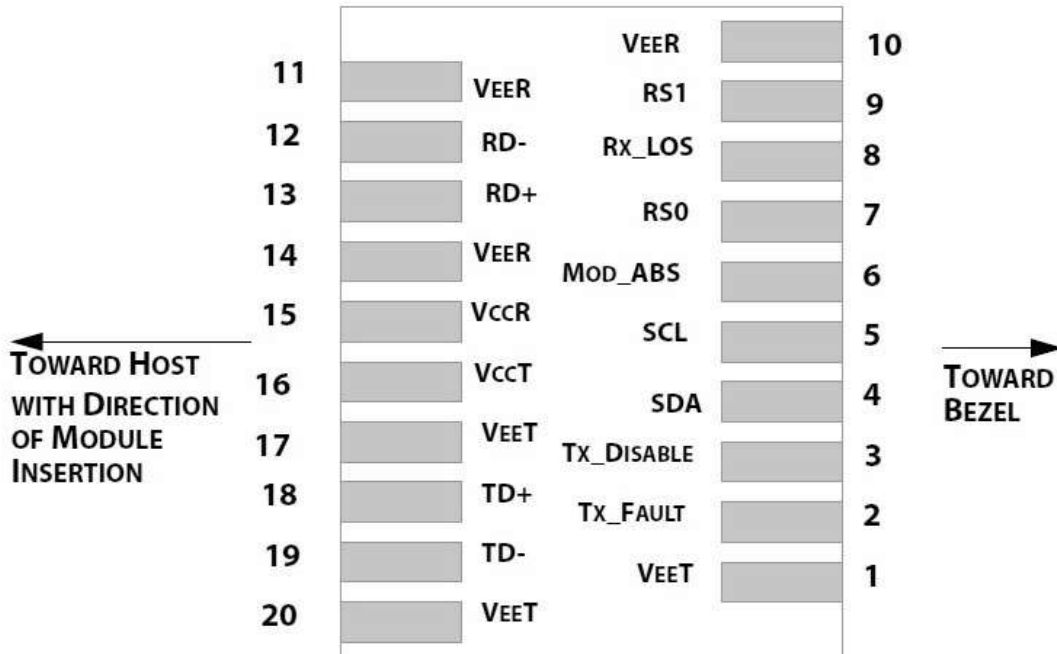 11 VEER
12 RD-
13 RD+
14 VEER
15 VCCR
16 VCCT
17 VEET
18 TD+
19 TD-
20 VEET
VEER 10
RS1 9
RX_LOS 8
RS0 7
MOD_ABS 6
SCL 5
SDA 4
TX_DISABLE 3
TX_FAULT 2
VEET 1
TOWARD HOST
WITH DIRECTION
OF MODULE
INSERTION
TOWARD
BEZEL